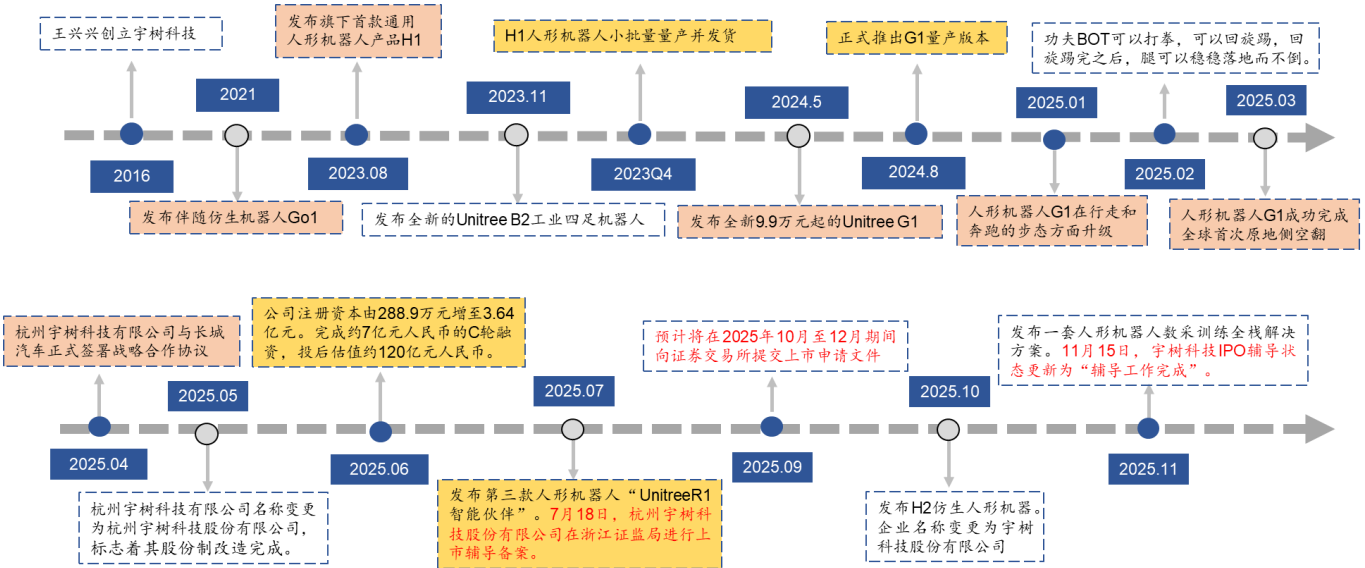 王兴兴创立宇树科技
发布旗下首款通用
人形机器人产品H1
H1人形机器人小批量量产并发货
正式推出G1量产版本
功夫BOT可以打拳，可以回旋踢，回
旋踢完之后，腿可以稳稳落地而不倒。
2021
2023.11
2024.5
2025.01
2025.03
2016
2023.08
2023Q4
2024.8
2025.02
发布伴随仿生机器人Go1
发布全新的Unitree B2工业四足机器人
发布全新9.9万元起的Unitree G1
人形机器人G1在行走和
奔跑的步态方面升级
人形机器人G1成功完成
全球首次原地侧空翻
杭州宇树科技有限公司与长城
汽车正式签署战略合作协议
公司注册资本由288.9万元增至3.64
亿元。完成约7亿元人民币的C轮融
资，投后估值约120亿元人民币。
预计将在2025年10月至12月期间
向证券交易所提交上市申请文件
发布一套人形机器人数采训练全栈解决
方案。11月15日，宇树科技IPO辅导状
态更新为“辅导工作完成”。
2025.05
2025.07
2025.10
2025.04
2025.06
2025.09
2025.11
杭州宇树科技有限公司名称变更
为杭州宇树科技股份有限公司，
标志着其股份制改造完成。
发布第三款人形机器人“UnitreeR1
智能伙伴”。7月18日，杭州宇树科
技股份有限公司在浙江证监局进行上
市辅导备案。
发布H2仿生人形机器。
企业名称变更为宇树
科技股份有限公司